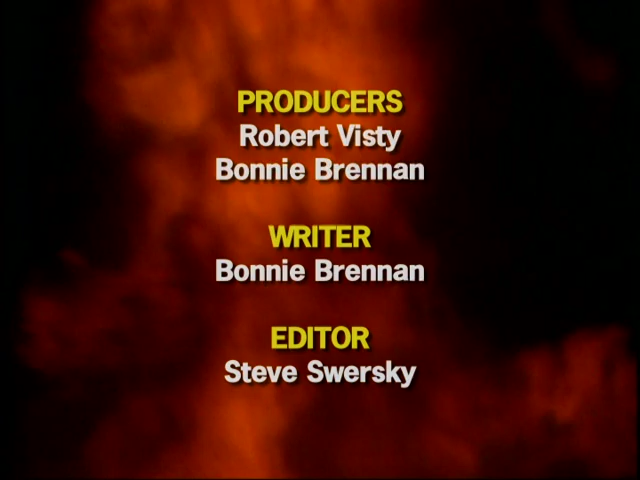 PRODUCERS
Robert Visty
Bonnie Brennan
WRITER
Bonnie Brennan
EDITOR
Steve Swersky